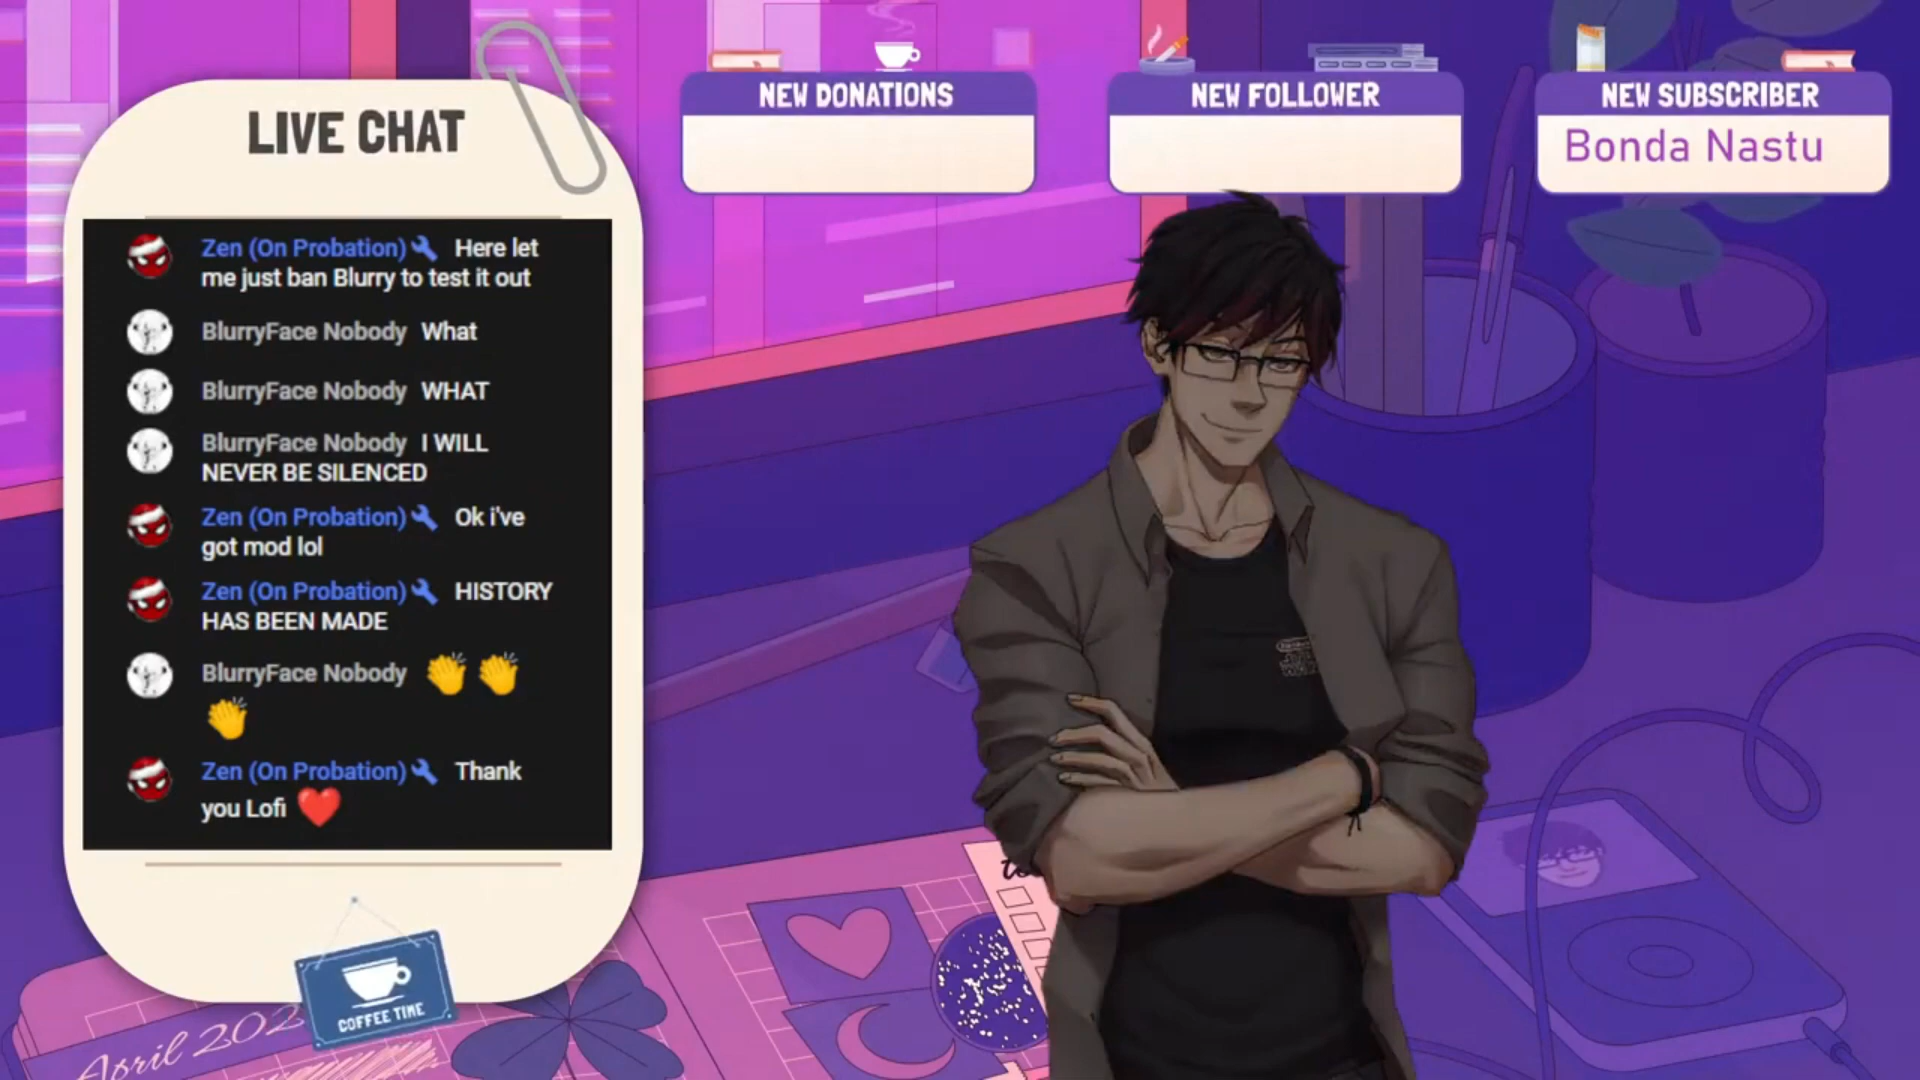 LIVE CHAT
NEW DONATIONS
NEW FOLLOWER
NEW SUBSCRIBER
Bonda Nastu
Zen (On Probation) Here let
me just ban Blurry to test it out
BlurryFace Nobody What
BlurryFace Nobody WHAT
BlurryFace Nobody I WILL
NEVER BE SILENCED
Zen (On Probation) Ok i've
got mod lol
Zen (On Probation) HISTORY
HAS BEEN MADE
BlurryFace Nobody 👏 👏
👏
Zen (On Probation) Thank
you Lofi ❤️
COFFEE TIME
April 202